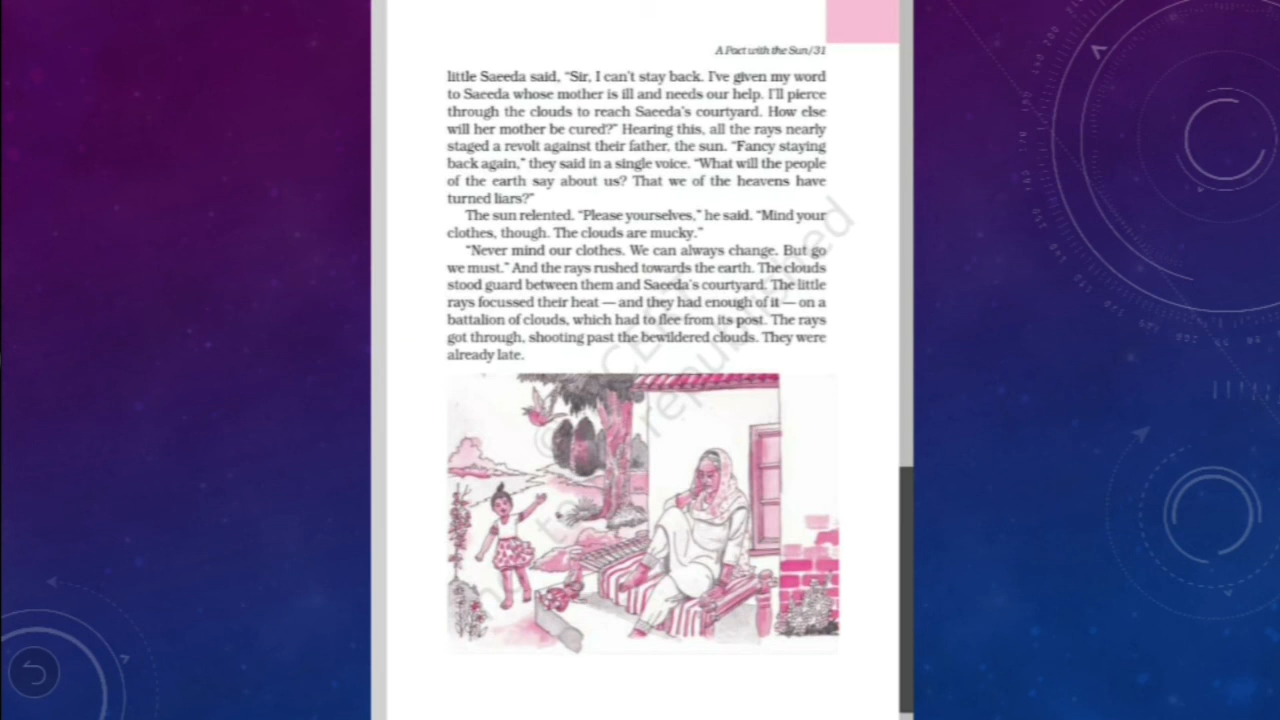 A Pact with the Sun/31
little Saeeda said, “Sir, I can't stay back. I've given my word
to Saeeda whose mother is ill and needs our help. I'll pierce
through the clouds to reach Saeeda's courtyard. How else
will her mother be cured?” Hearing this, all the rays nearly
staged a revolt against their father, the sun. “Fancy staying
back again,” they said in a single voice. “What will the people
of the earth say about us? That we of the heavens have
turned liars?”
The sun relented. “Please yourselves,” he said. “Mind your
clothes, though. The clouds are mucky.”
“Never mind our clothes. We can always change. But go
we must.” And the rays rushed towards the earth. The clouds
stood guard between them and Saeeda's courtyard. The little
rays focussed their heat — and they had enough of it — on a
battalion of clouds, which had to flee from its post. The rays
got through, shooting past the bewildered clouds. They were
already late.